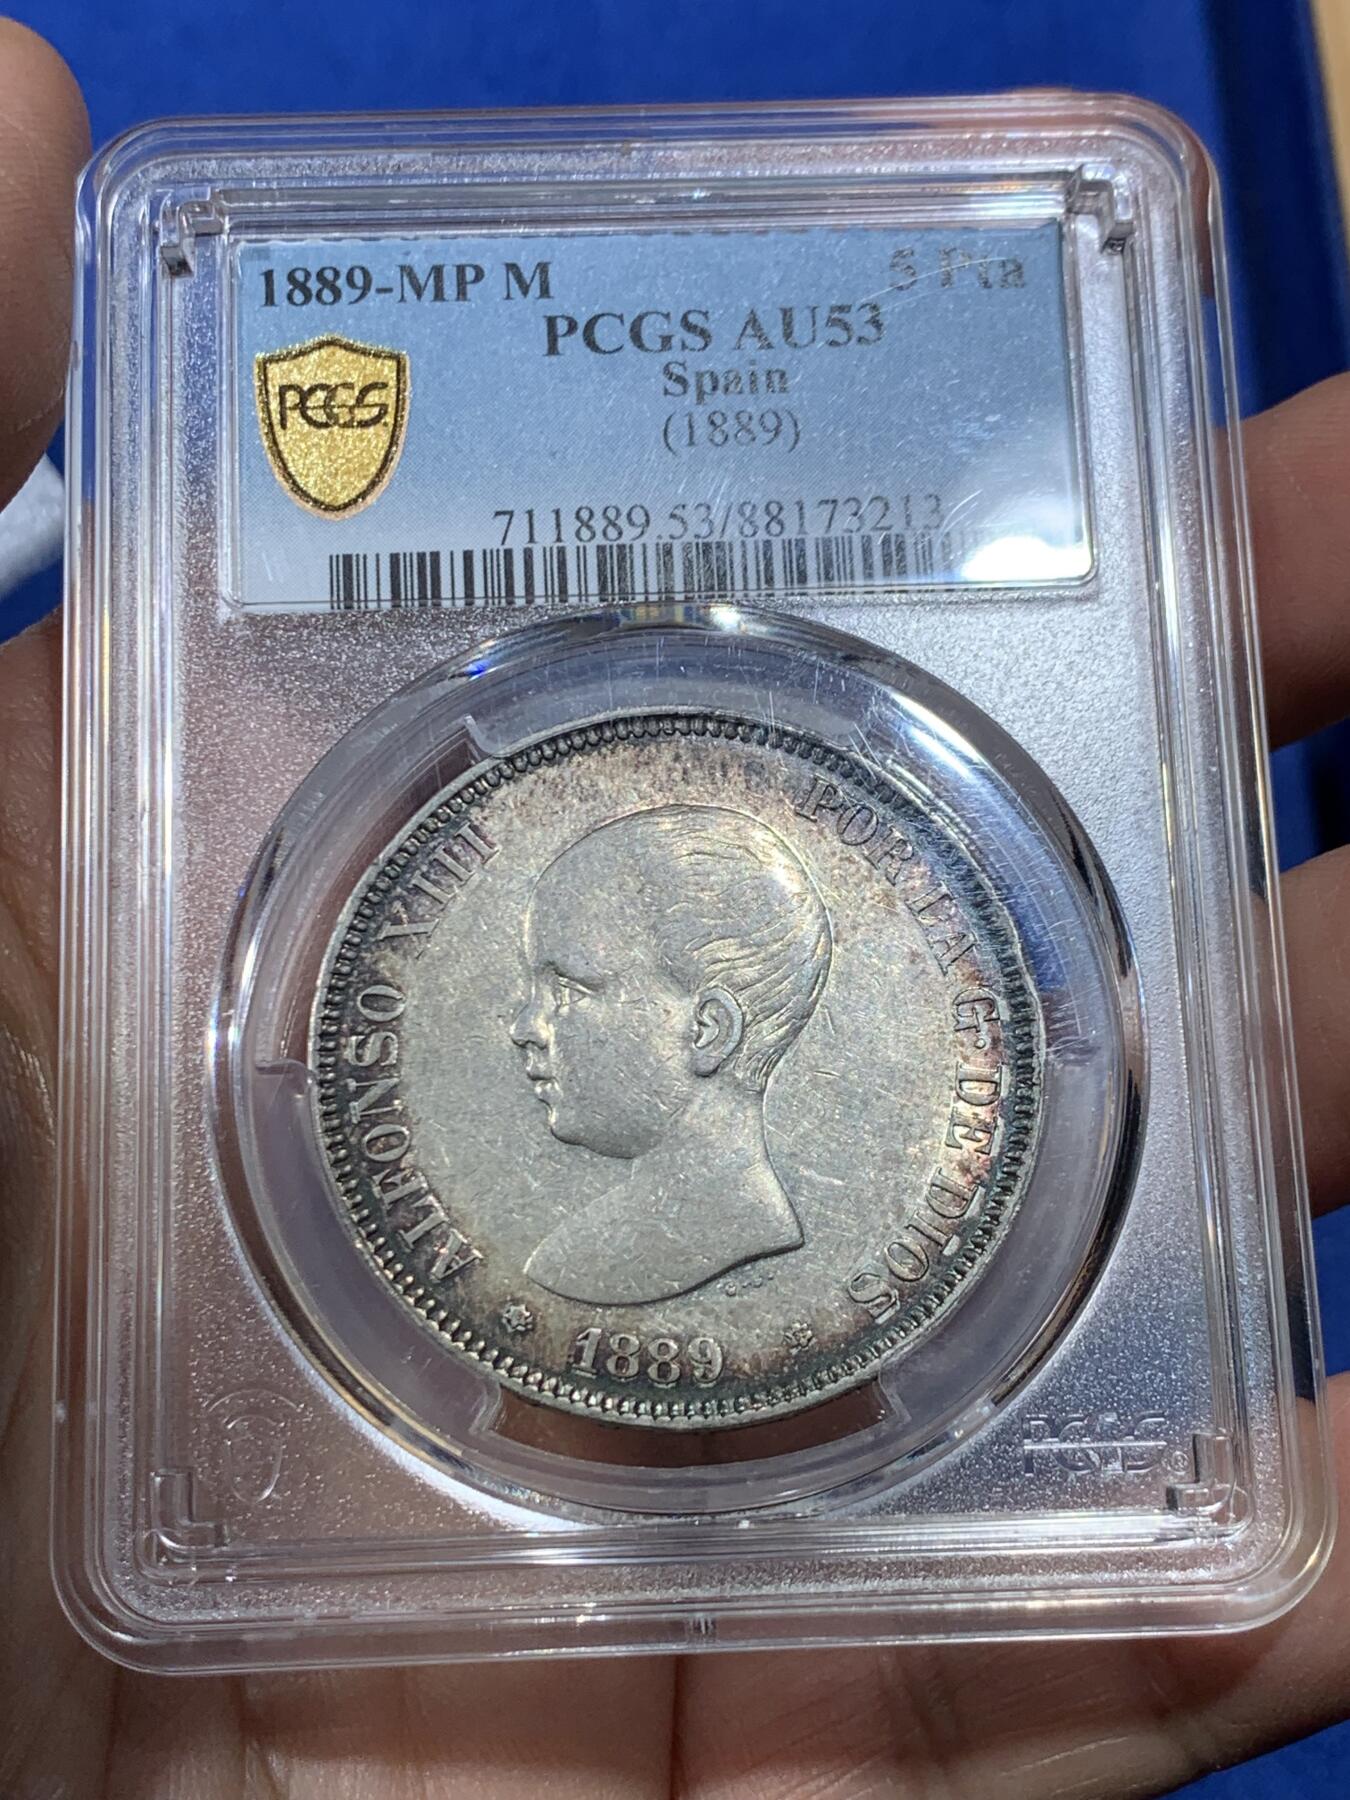 1889-MP M 5 Pta
PCGS AU53
Spain
(1889)
PCGS
711889.53/88173213
ALFONSO XIII POR LA G. DE DIOS
1889
PCGS